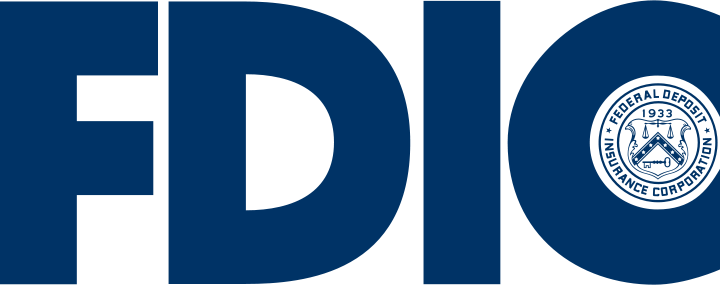 FDIC
FEDERAL DEPOSIT
1933
INSURANCE CORPORATION